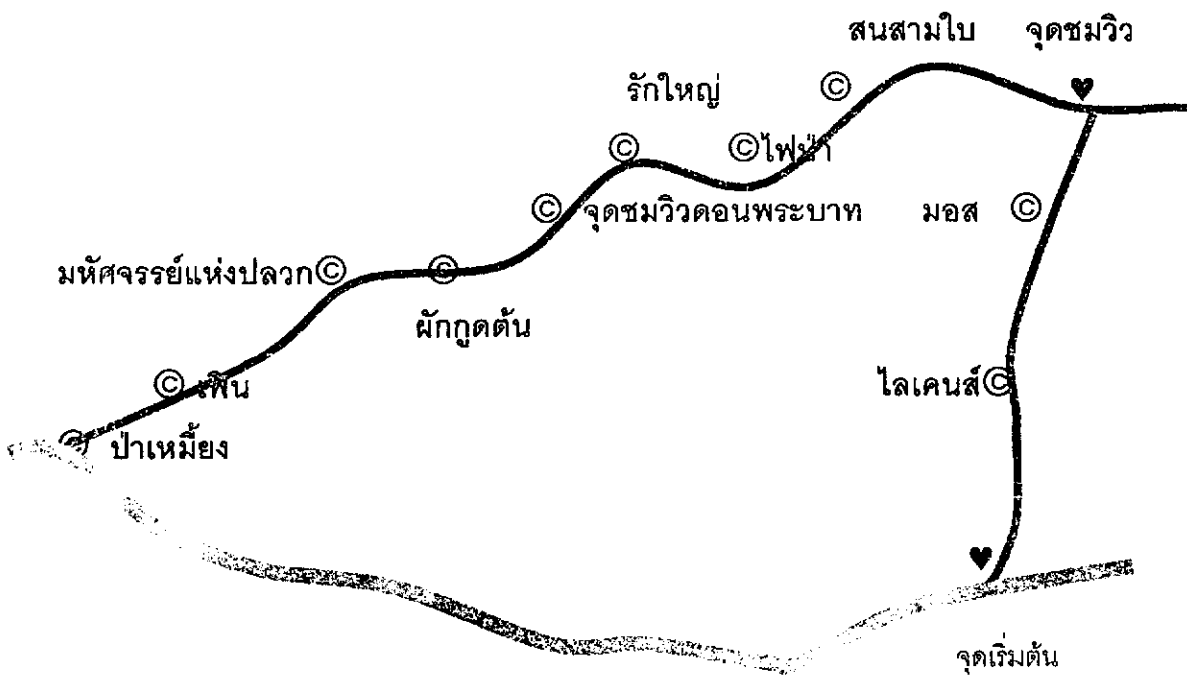 สนสามใบ จุดชมวิว
รักใหญ่ ©
© ©ไฟป่า
© จุดชมวิวดอนพระบาท มอส ©
มหัศจรรย์แห่งปลวก© ©
ผักกูดต้น
© เฟิน ไลเคนส์©
© ป่าเหมี้ยง
จุดเริ่มต้น